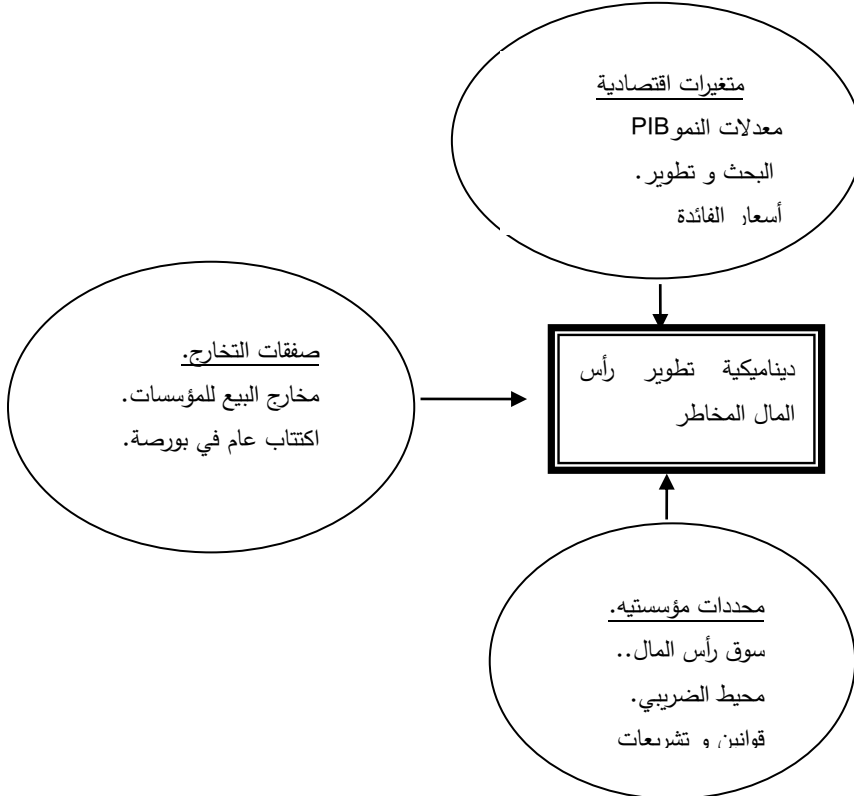 متغيرات اقتصادية
معدلات النمو PIB
البحث و تطوير.
أسعار الفائدة
صفقات التخارج.
مخارج البيع للمؤسسات.
اكتتاب عام في بورصة.
ديناميكية تطوير رأس
المال المخاطر
محددات مؤسستيه.
سوق رأس المال..
محيط الضريبي.
قوانين و تشريعات